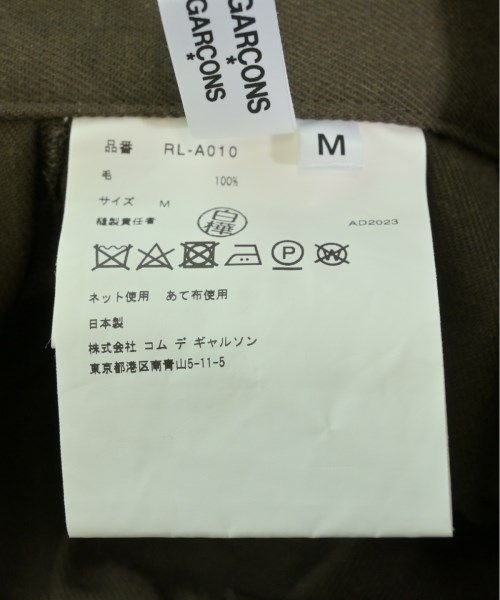 GARCONS
*
GARCONS
*
M
品番 RL-A010
毛 100%
サイズ M
縫製責任者 白樺 AD2023
P W
ネット使用 あて布使用
日本製
株式会社 コム デ ギャルソン
東京都港区南青山5-11-5